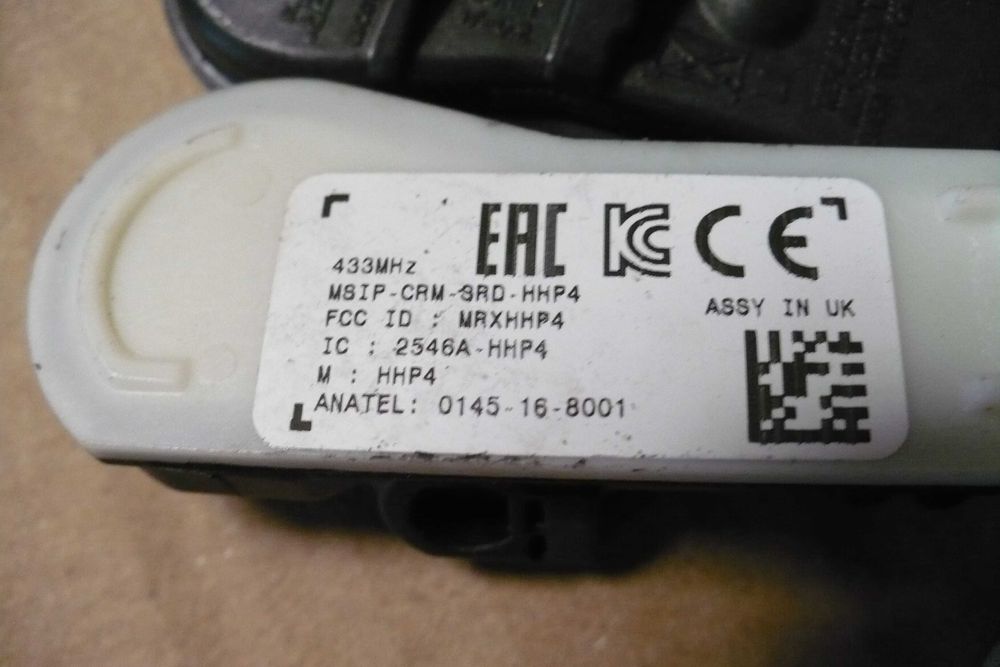 EAC KC CE
433MHz
MSIP-CRM-SRD-HHP4
FCC ID : MRXHHP4
IC : 2546A-HHP4
M : HHP4
ANATEL: 0145-16-8001
ASSY IN UK